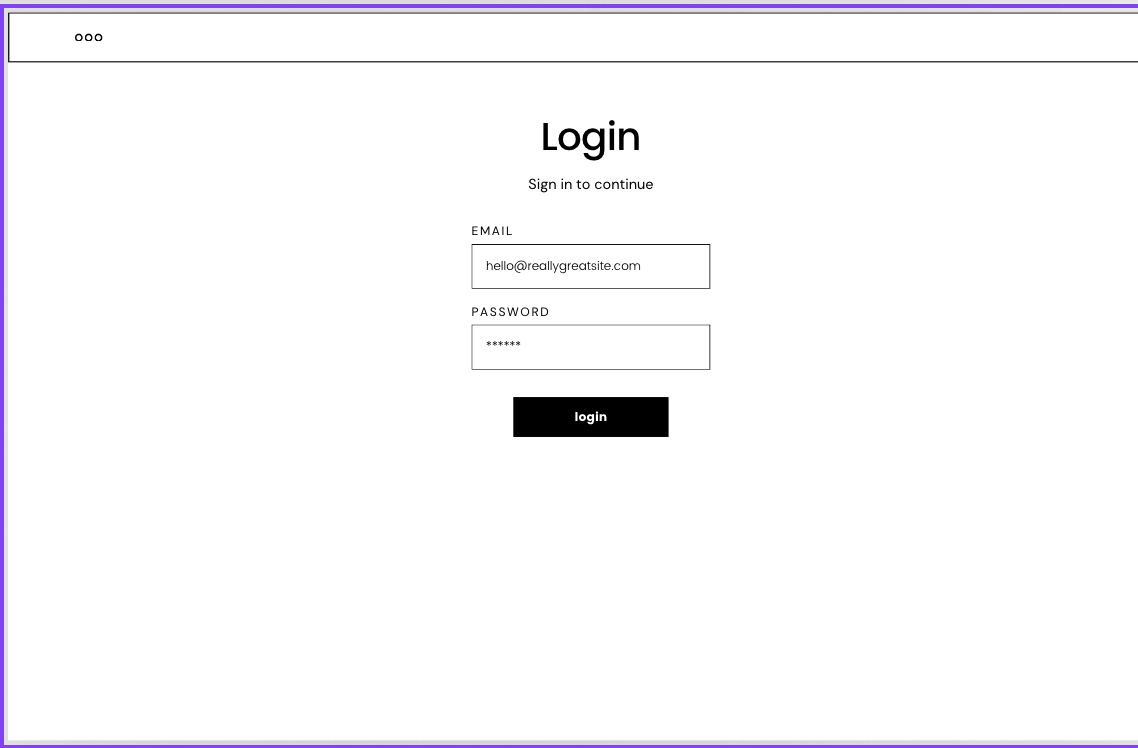 Login
Sign in to continue
EMAIL
hello@reallygreatsite.com
PASSWORD
******
login